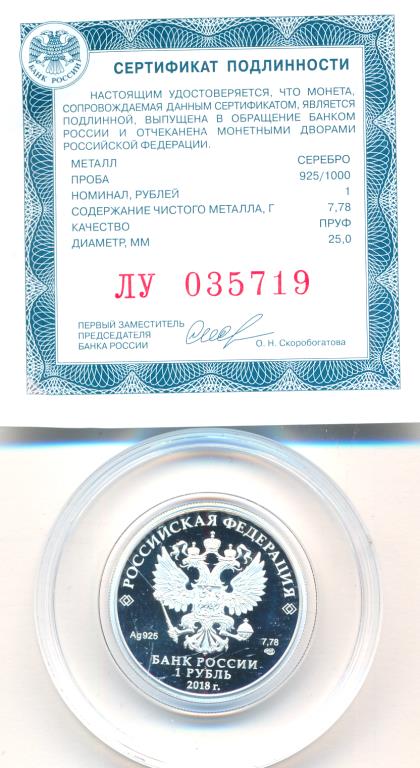 БАНК РОССИИ
СЕРТИФИКАТ ПОДЛИННОСТИ
НАСТОЯЩИМ УДОСТОВЕРЯЕТСЯ, ЧТО МОНЕТА,
СОПРОВОЖДАЕМАЯ ДАННЫМ СЕРТИФИКАТОМ, ЯВЛЯЕТСЯ
ПОДЛИННОЙ, ВЫПУЩЕНА В ОБРАЩЕНИЕ БАНКОМ
РОССИИ И ОТЧЕКАНЕНА МОНЕТНЫМИ ДВОРАМИ
РОССИЙСКОЙ ФЕДЕРАЦИИ.
МЕТАЛЛ СЕРЕБРО
ПРОБА 925/1000
НОМИНАЛ, РУБЛЕЙ 1
СОДЕРЖАНИЕ ЧИСТОГО МЕТАЛЛА, Г 7,78
КАЧЕСТВО ПРУФ
ДИАМЕТР, ММ 25,0
ЛУ 035719
ПЕРВЫЙ ЗАМЕСТИТЕЛЬ
ПРЕДСЕДАТЕЛЯ
БАНКА РОССИИ О. Н. Скоробогатова
РОССИЙСКАЯ ФЕДЕРАЦИЯ
Ag 925 7,78
БАНК РОССИИ
1 РУБЛЬ
2018 г.